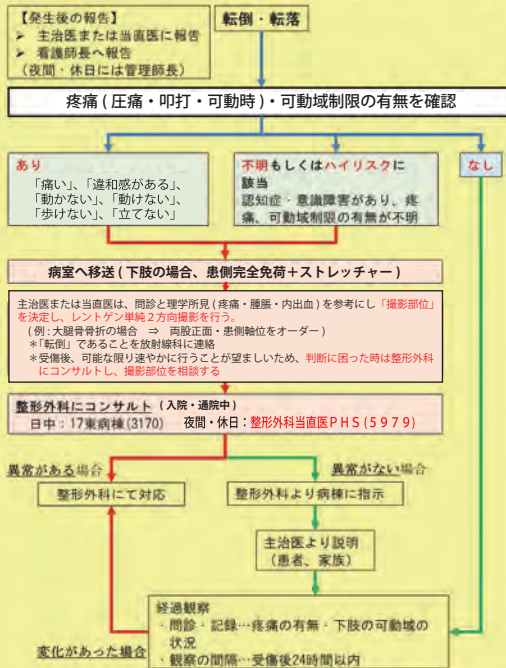 【発生後の報告】
➢ 主治医または当直医に報告
➢ 看護師長へ報告
(夜間・休日には管理師長)
転倒・転落
疼痛(圧痛・叩打・可動時)・可動域制限の有無を確認
あり
「痛い」、「違和感がある」、
「動かない」、「動けない」、
「歩けない」、「立てない」
不明もしくはハイリスクに
該当
認知症・意識障害があり、疼
痛、可動域制限の有無が不明
なし
病室へ移送(下肢の場合、患側完全免荷+ストレッチャー)
主治医または当直医は、問診と理学所見(疼痛・腫脹・内出血)を参考にし「撮影部位」
を決定し、レントゲン単純2方向撮影を行う。
(例:大腿骨骨折の場合 ⇒ 両股正面・患側軸位をオーダー)
*「転倒」であることを放射線科に連絡
*受傷後、可能な限り速やかに行うことが望ましいため、判断に困った時は整形外科
にコンサルトし、撮影部位を相談する
整形外科にコンサルト(入院・通院中)
日中:17東病棟(3170) 夜間・休日:整形外科当直医PHS(5979)
異常がある場合
異常がない場合
整形外科にて対応
整形外科より病棟に指示
主治医より説明
(患者、家族)
経過観察
・問診・記録…疼痛の有無・下肢の可動域の
状況
・観察の間隔…受傷後24時間以内
変化があった場合